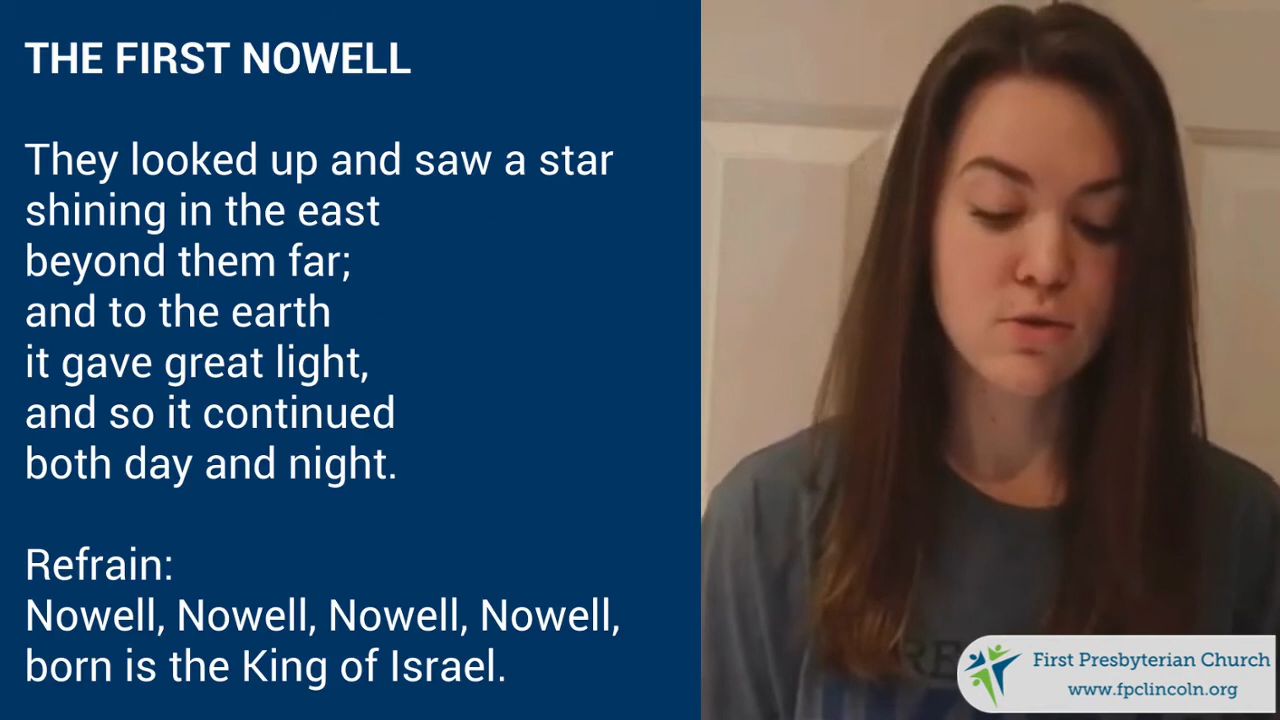 THE FIRST NOWELL
They looked up and saw a star
shining in the east
beyond them far;
and to the earth
it gave great light,
and so it continued
both day and night.
Refrain:
Nowell, Nowell, Nowell, Nowell,
born is the King of Israel.
First Presbyterian Church
www.fpclincoln.org